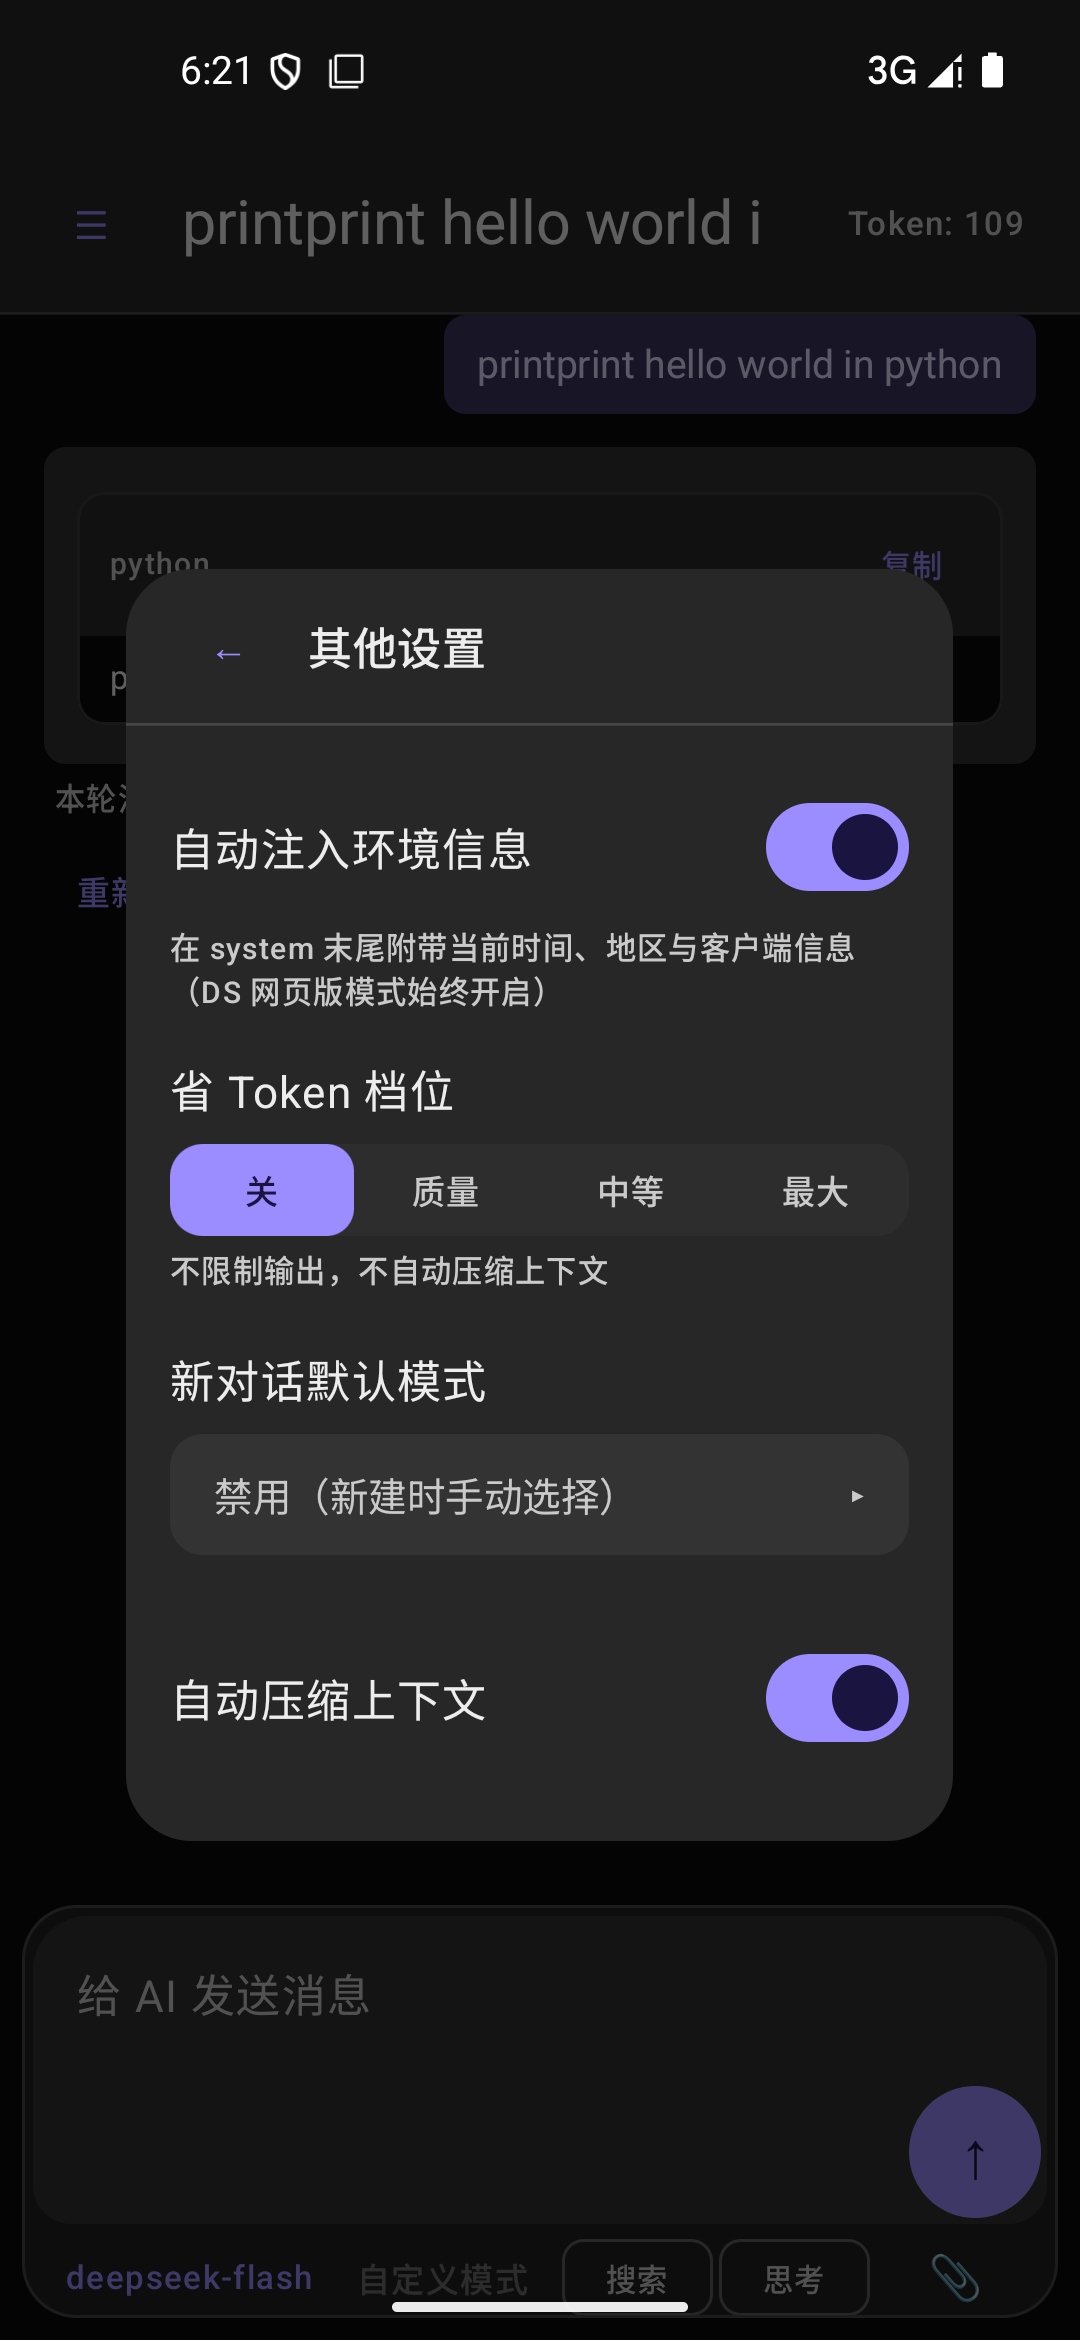 6:21
3G
☰ printprint hello world i Token: 109
printprint hello world in python
python 复制
p
← 其他设置
本轮
重新
自动注入环境信息
在 system 末尾附带当前时间、地区与客户端信息
（DS 网页版模式始终开启）
省 Token 档位
关 质量 中等 最大
不限制输出，不自动压缩上下文
新对话默认模式
禁用（新建时手动选择） ▸
自动压缩上下文
给 AI 发送消息
↑
deepseek-flash 自定义模式 搜索 思考